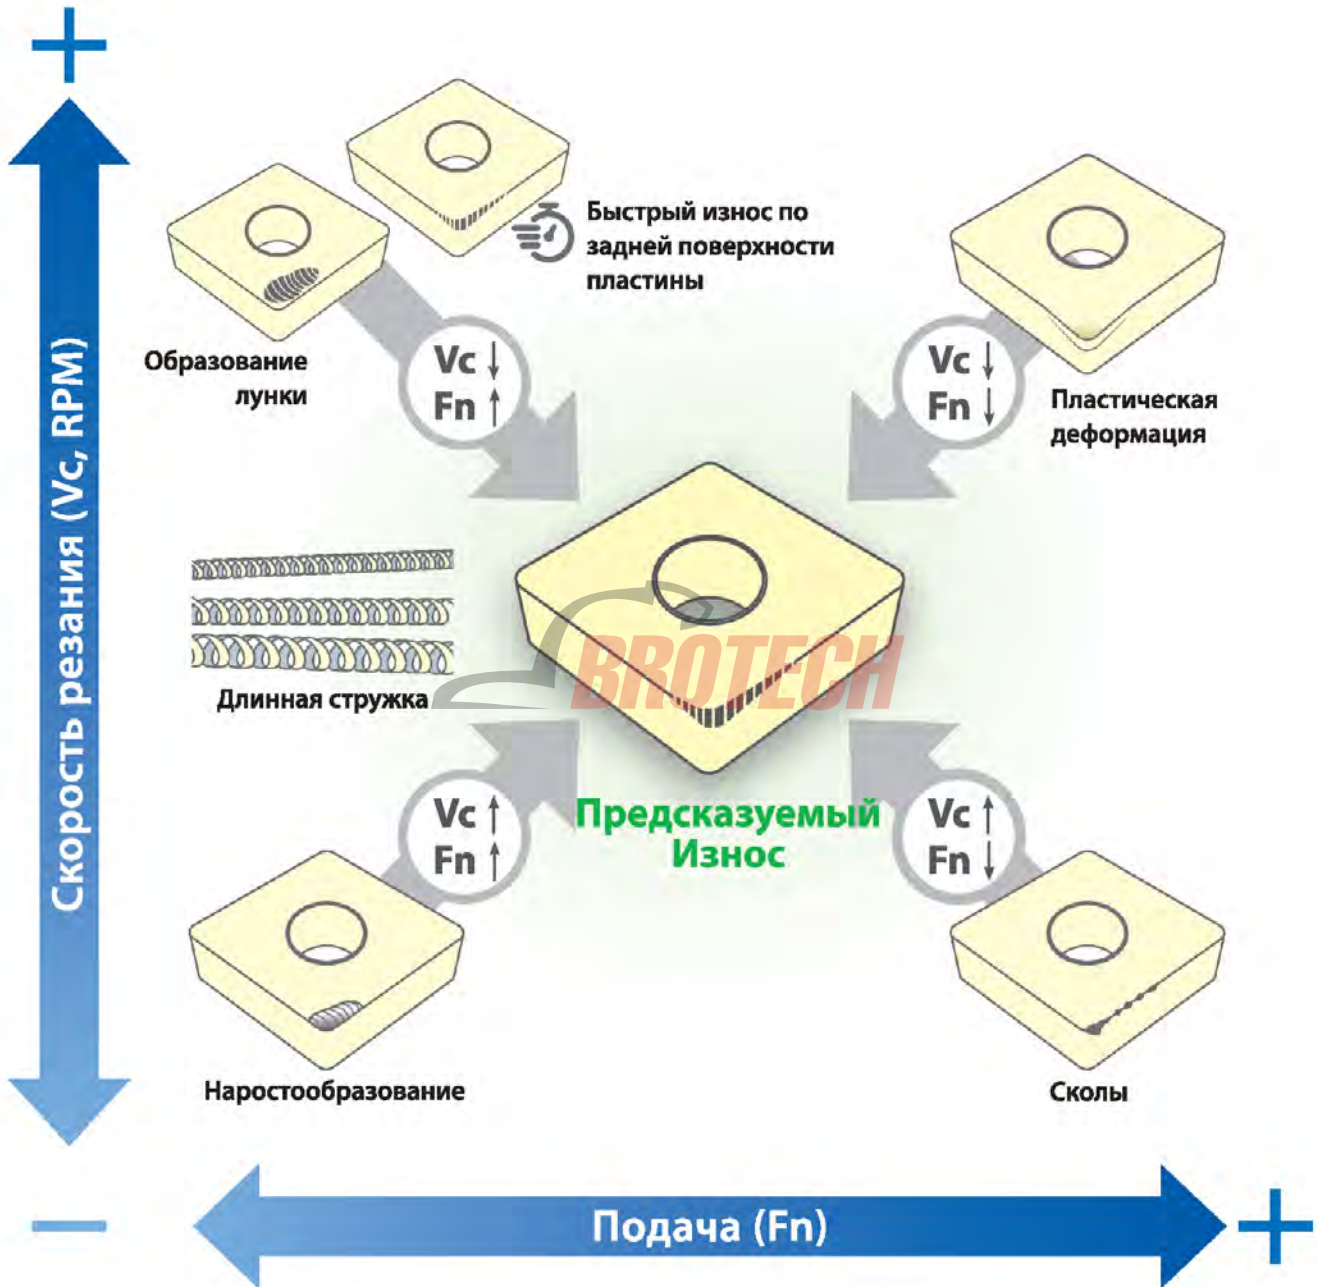 +
Быстрый износ по
задней поверхности
пластины
Образование
лунки
Vc ↓
Fn ↑
Vc ↓
Fn ↓
Пластическая
деформация
Скорость резания (Vc, RPM)
Длинная стружка
BROTECH
Vc ↑
Fn ↑
Предсказуемый
Износ
Vc ↑
Fn ↓
Наростообразование
Сколы
—
Подача (Fn)
+